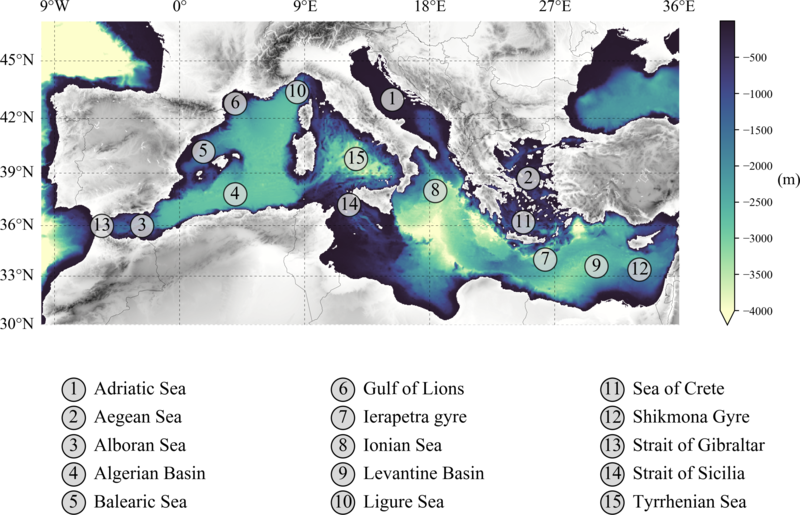 9°W 0° 9°E 18°E 27°E 36°E
45°N
42°N
39°N
36°N
33°N
30°N
−500
−1000
−1500
−2000
−2500
−3000
−3500
−4000
(m)
10
6
1
5
15
2
4
8
14
13
3
11
7
9
12
1 Adriatic Sea
2 Aegean Sea
3 Alboran Sea
4 Algerian Basin
5 Balearic Sea
6 Gulf of Lions
7 Ierapetra gyre
8 Ionian Sea
9 Levantine Basin
10 Ligure Sea
11 Sea of Crete
12 Shikmona Gyre
13 Strait of Gibraltar
14 Strait of Sicilia
15 Tyrrhenian Sea